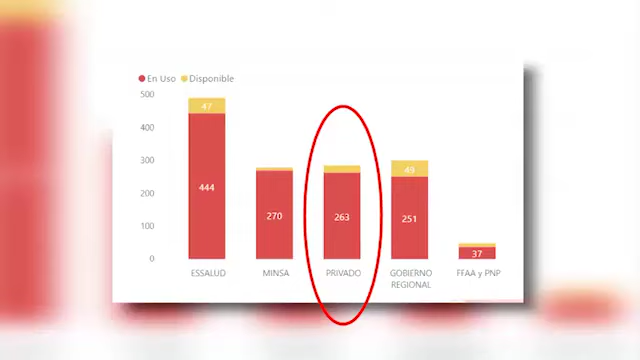 En Uso Disponible
500
400
300
200
100
0
47
444
270
263
49
251
37
ESSALUD
MINSA
PRIVADO
GOBIERNO
REGIONAL
FFAA y PNP